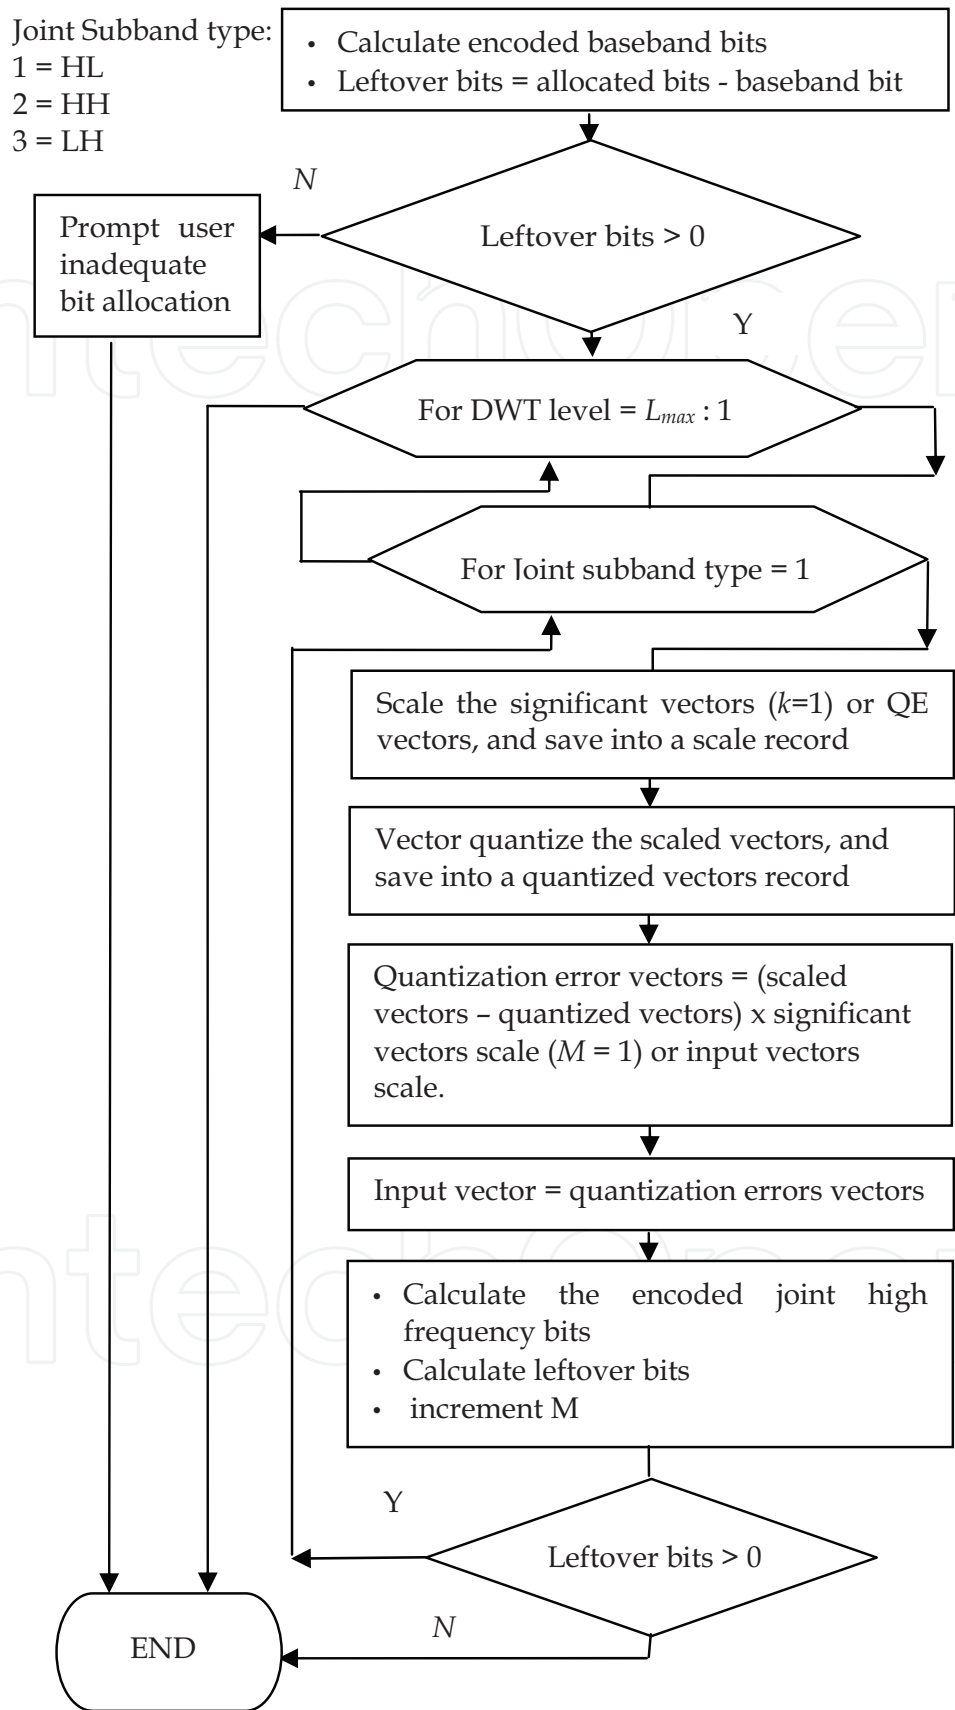 Joint Subband type:
1 = HL
2 = HH
3 = LH
• Calculate encoded baseband bits
• Leftover bits = allocated bits - baseband bit
N
Leftover bits > 0
Prompt user
inadequate
bit allocation
Y
For DWT level = Lmax : 1
For Joint subband type = 1
Scale the significant vectors (k=1) or QE
vectors, and save into a scale record
Vector quantize the scaled vectors, and
save into a quantized vectors record
Quantization error vectors = (scaled
vectors – quantized vectors) x significant
vectors scale (M = 1) or input vectors
scale.
Input vector = quantization errors vectors
• Calculate the encoded joint high
frequency bits
• Calculate leftover bits
• increment M
Y
Leftover bits > 0
N
END